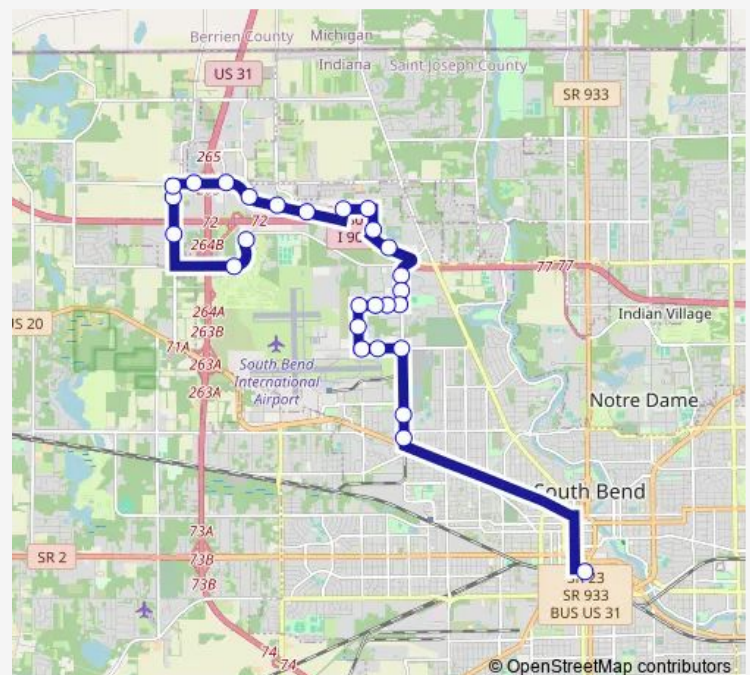 Berrien County Michigan
Indiana Saint Joseph County
US 31
SR 933
265
72 72
264B
I 90
77 77
264A
263B
Indian Village
US 20
71A
263A
South Bend
International
Airport
263A
Notre Dame
South Bend
73A
SR 2
73B
73B
SR 23
SR 933
BUS US 31
74
74
© OpenStreetMap contributors